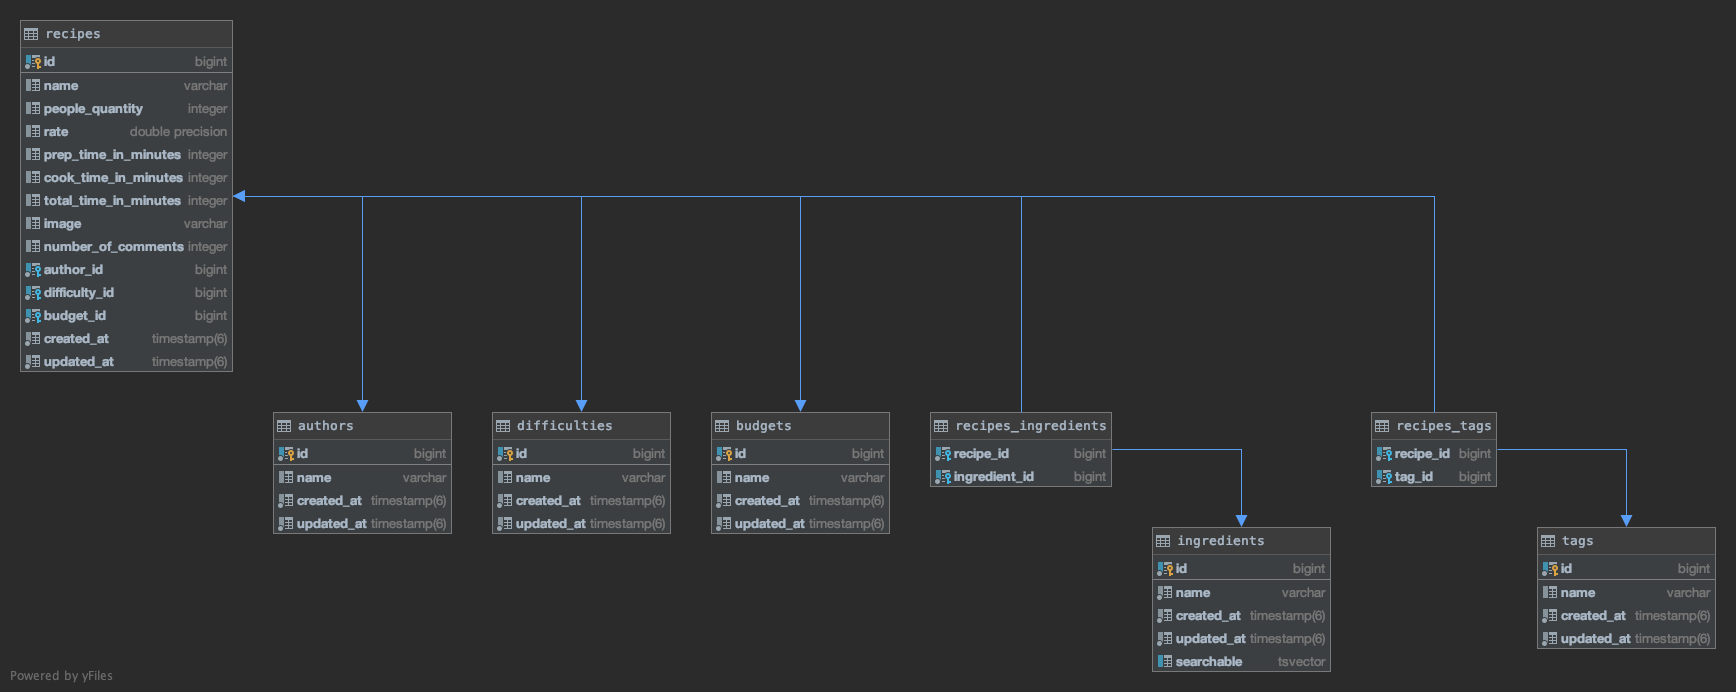 recipes
id bigint
name varchar
people_quantity integer
rate double precision
prep_time_in_minutes integer
cook_time_in_minutes integer
total_time_in_minutes integer
image varchar
number_of_comments integer
author_id bigint
difficulty_id bigint
budget_id bigint
created_at timestamp(6)
updated_at timestamp(6)
authors
id bigint
name varchar
created_at timestamp(6)
updated_at timestamp(6)
difficulties
id bigint
name varchar
created_at timestamp(6)
updated_at timestamp(6)
budgets
id bigint
name varchar
created_at timestamp(6)
updated_at timestamp(6)
recipes_ingredients
recipe_id bigint
ingredient_id bigint
recipes_tags
recipe_id bigint
tag_id bigint
ingredients
id bigint
name varchar
created_at timestamp(6)
updated_at timestamp(6)
searchable tsvector
tags
id bigint
name varchar
created_at timestamp(6)
updated_at timestamp(6)
Powered by yFiles